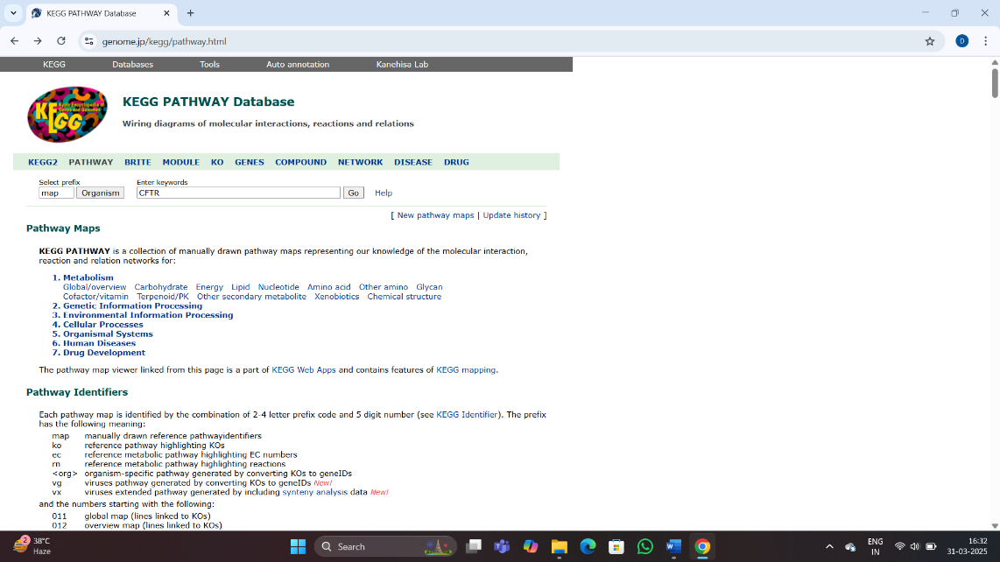 KEGG PATHWAY Database
genome.jp/kegg/pathway.html
D
KEGG Databases Tools Auto annotation Kanehisa Lab
KEGG
KEGG PATHWAY Database
Wiring diagrams of molecular interactions, reactions and relations
KEGG2 PATHWAY BRITE MODULE KO GENES COMPOUND NETWORK DISEASE DRUG
Select prefix Enter keywords
map Organism CFTR Go Help
[ New pathway maps | Update history ]
Pathway Maps
KEGG PATHWAY is a collection of manually drawn pathway maps representing our knowledge of the molecular interaction,
reaction and relation networks for:
1. Metabolism
Global/overview Carbohydrate Energy Lipid Nucleotide Amino acid Other amino Glycan
Cofactor/vitamin Terpenoid/PK Other secondary metabolite Xenobiotics Chemical structure
2. Genetic Information Processing
3. Environmental Information Processing
4. Cellular Processes
5. Organismal Systems
6. Human Diseases
7. Drug Development
The pathway map viewer linked from this page is a part of KEGG Web Apps and contains features of KEGG mapping.
Pathway Identifiers
Each pathway map is identified by the combination of 2-4 letter prefix code and 5 digit number (see KEGG Identifier). The prefix
has the following meaning:
map manually drawn reference pathwayidentifiers
ko reference pathway highlighting KOs
ec reference metabolic pathway highlighting EC numbers
rn reference metabolic pathway highlighting reactions
<org> organism-specific pathway generated by converting KOs to geneIDs
vg viruses pathway generated by converting KOs to geneIDs New!
vx viruses extended pathway generated by including synteny analysis data New!
and the numbers starting with the following:
011 global map (lines linked to KOs)
012 overview map (lines linked to KOs)
2
38°C
Haze
Search
ENG
IN
16:32
31-03-2025